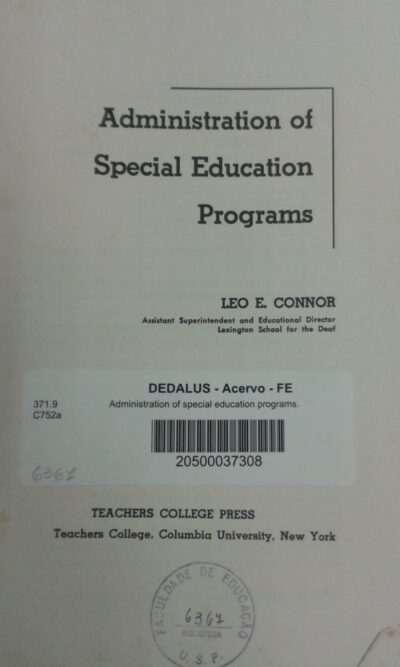 Administration of
Special Education
Programs
LEO E. CONNOR
Assistant Superintendent and Educational Director
Lexington School for the Deaf
DEDALUS - Acervo - FE
371.9
Administration of special education programs.
C752a
20500037308
6367
TEACHERS COLLEGE PRESS
Teachers College, Columbia University, New York
FACULDADE DE EDUCAÇÃO
6367
BIBLIOTECA
U.S.P.